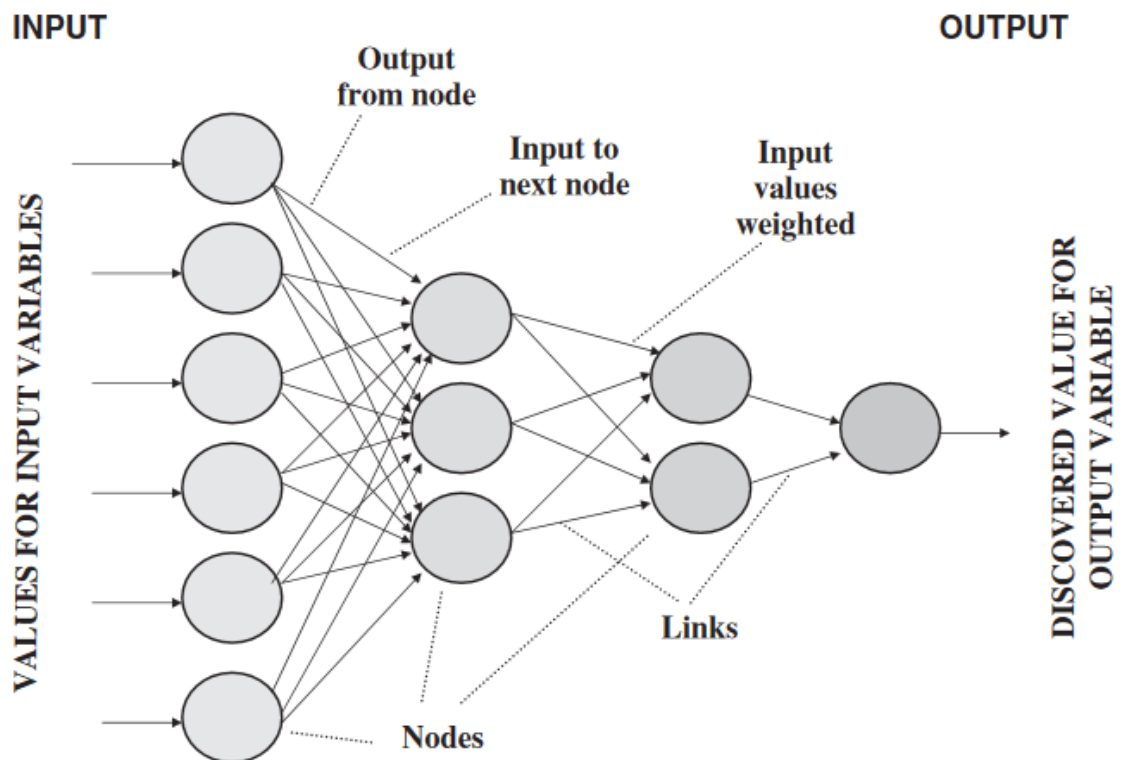 INPUT
OUTPUT
Output
from node
Input to
next node
Input
values
weighted
VALUES FOR INPUT VARIABLES
DISCOVERED VALUE FOR
OUTPUT VARIABLE
Links
Nodes